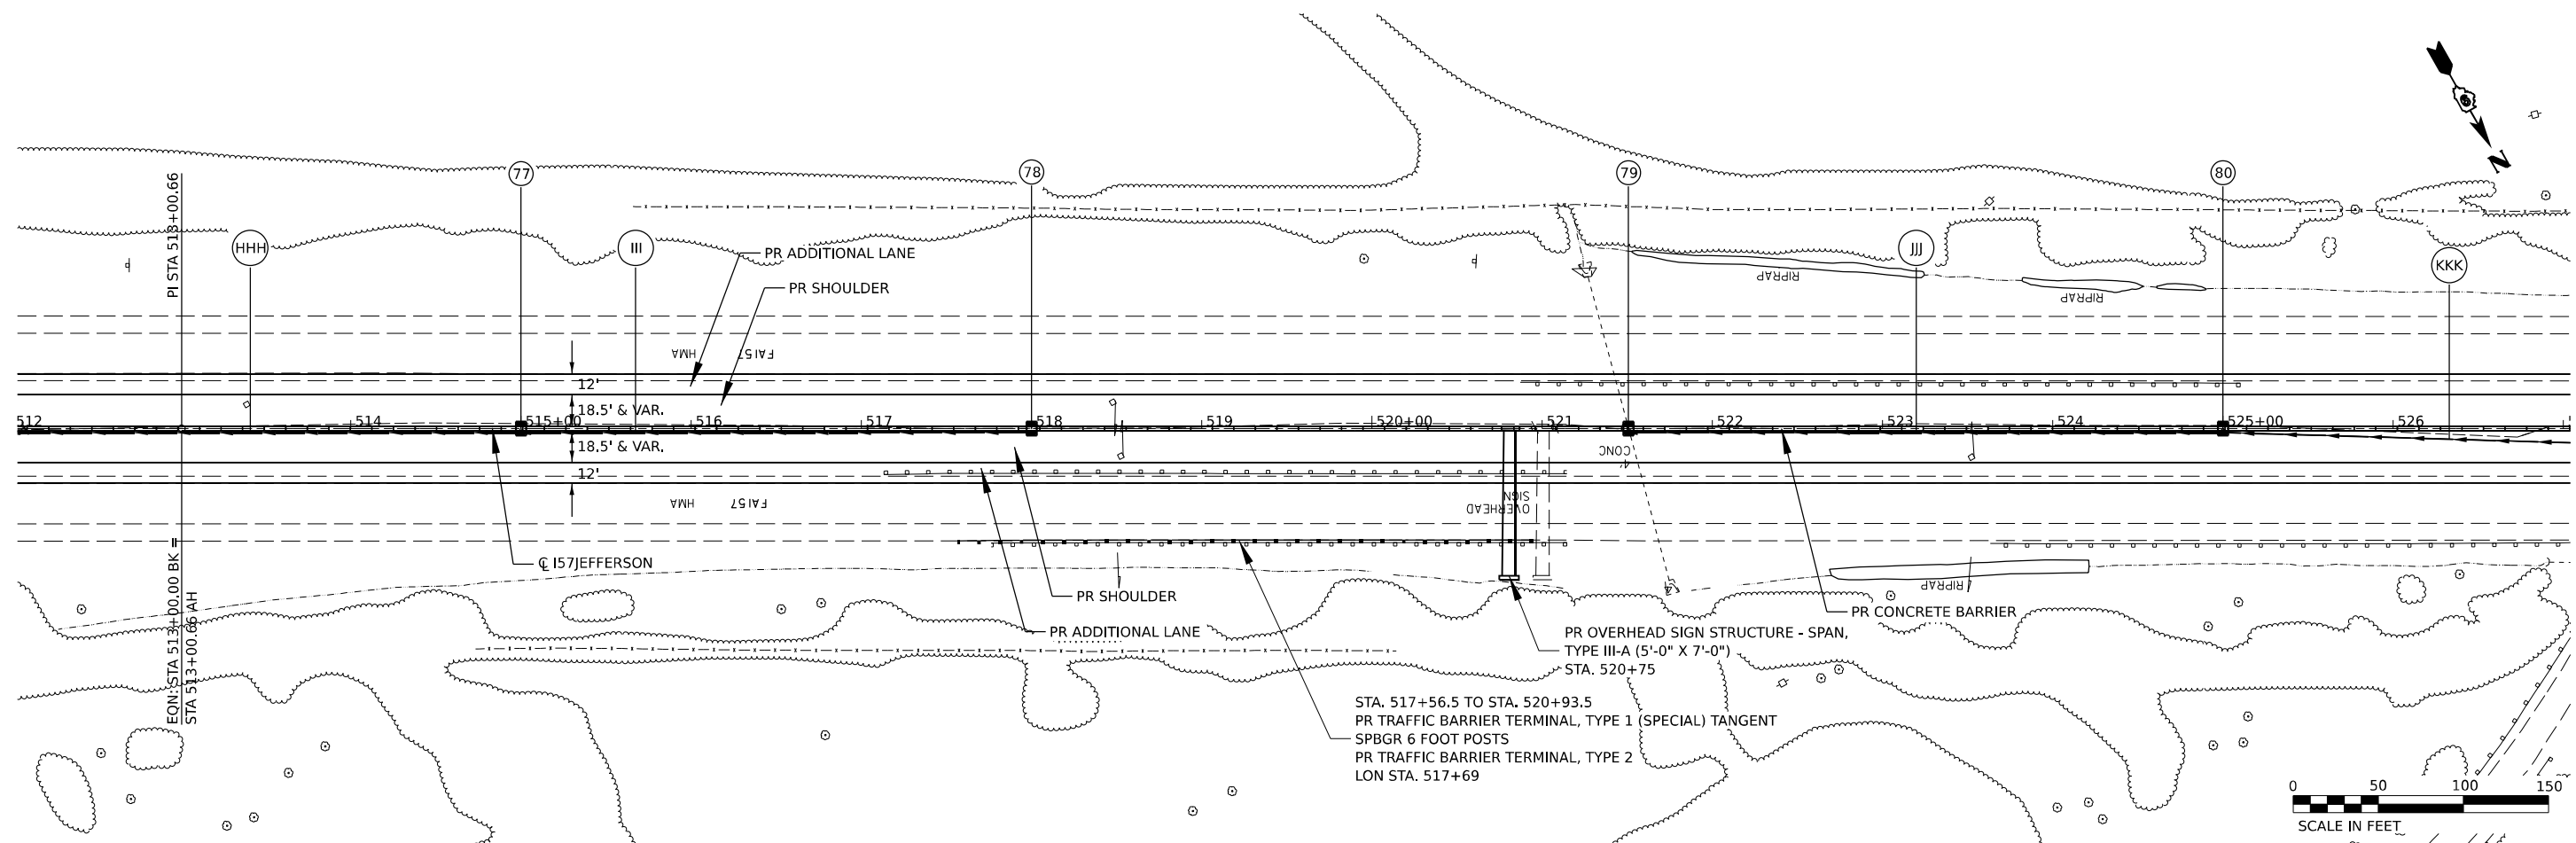 77
78
79
80
HHH
III
JJJ
KKK
N
PI STA 513+00.66
PR ADDITIONAL LANE
PR SHOULDER
RIPRAP
RIPRAP
HMA
FAI 57
12'
18.5' & VAR.
512
514
515+00
516
517
518
519
520+00
521
522
523
524
525+00
526
18.5' & VAR.
12'
CONC
HMA
FAI 57
OVERHEAD
SIGN
RIPRAP
℄ I57JEFFERSON
PR SHOULDER
PR ADDITIONAL LANE
PR CONCRETE BARRIER
EQN: STA 513+00.00 BK =
STA 513+00.66 AH
PR OVERHEAD SIGN STRUCTURE - SPAN,
TYPE III-A (5'-0" X 7'-0")
STA. 520+75
STA. 517+56.5 TO STA. 520+93.5
PR TRAFFIC BARRIER TERMINAL, TYPE 1 (SPECIAL) TANGENT
SPBGR 6 FOOT POSTS
PR TRAFFIC BARRIER TERMINAL, TYPE 2
LON STA. 517+69
0 50 100 150
SCALE IN FEET